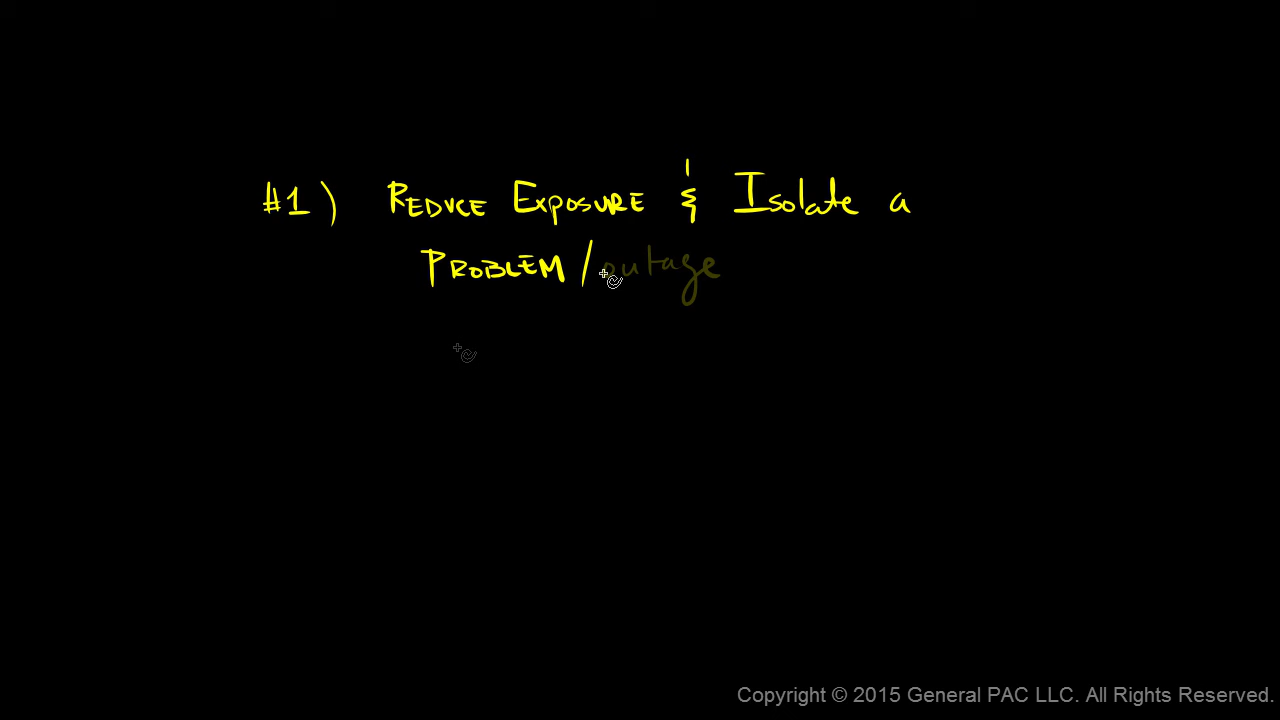 #1) REDUCE EXPOSURE & Isolate a
PROBLEM/outage
Copyright © 2015 General PAC LLC. All Rights Reserved.